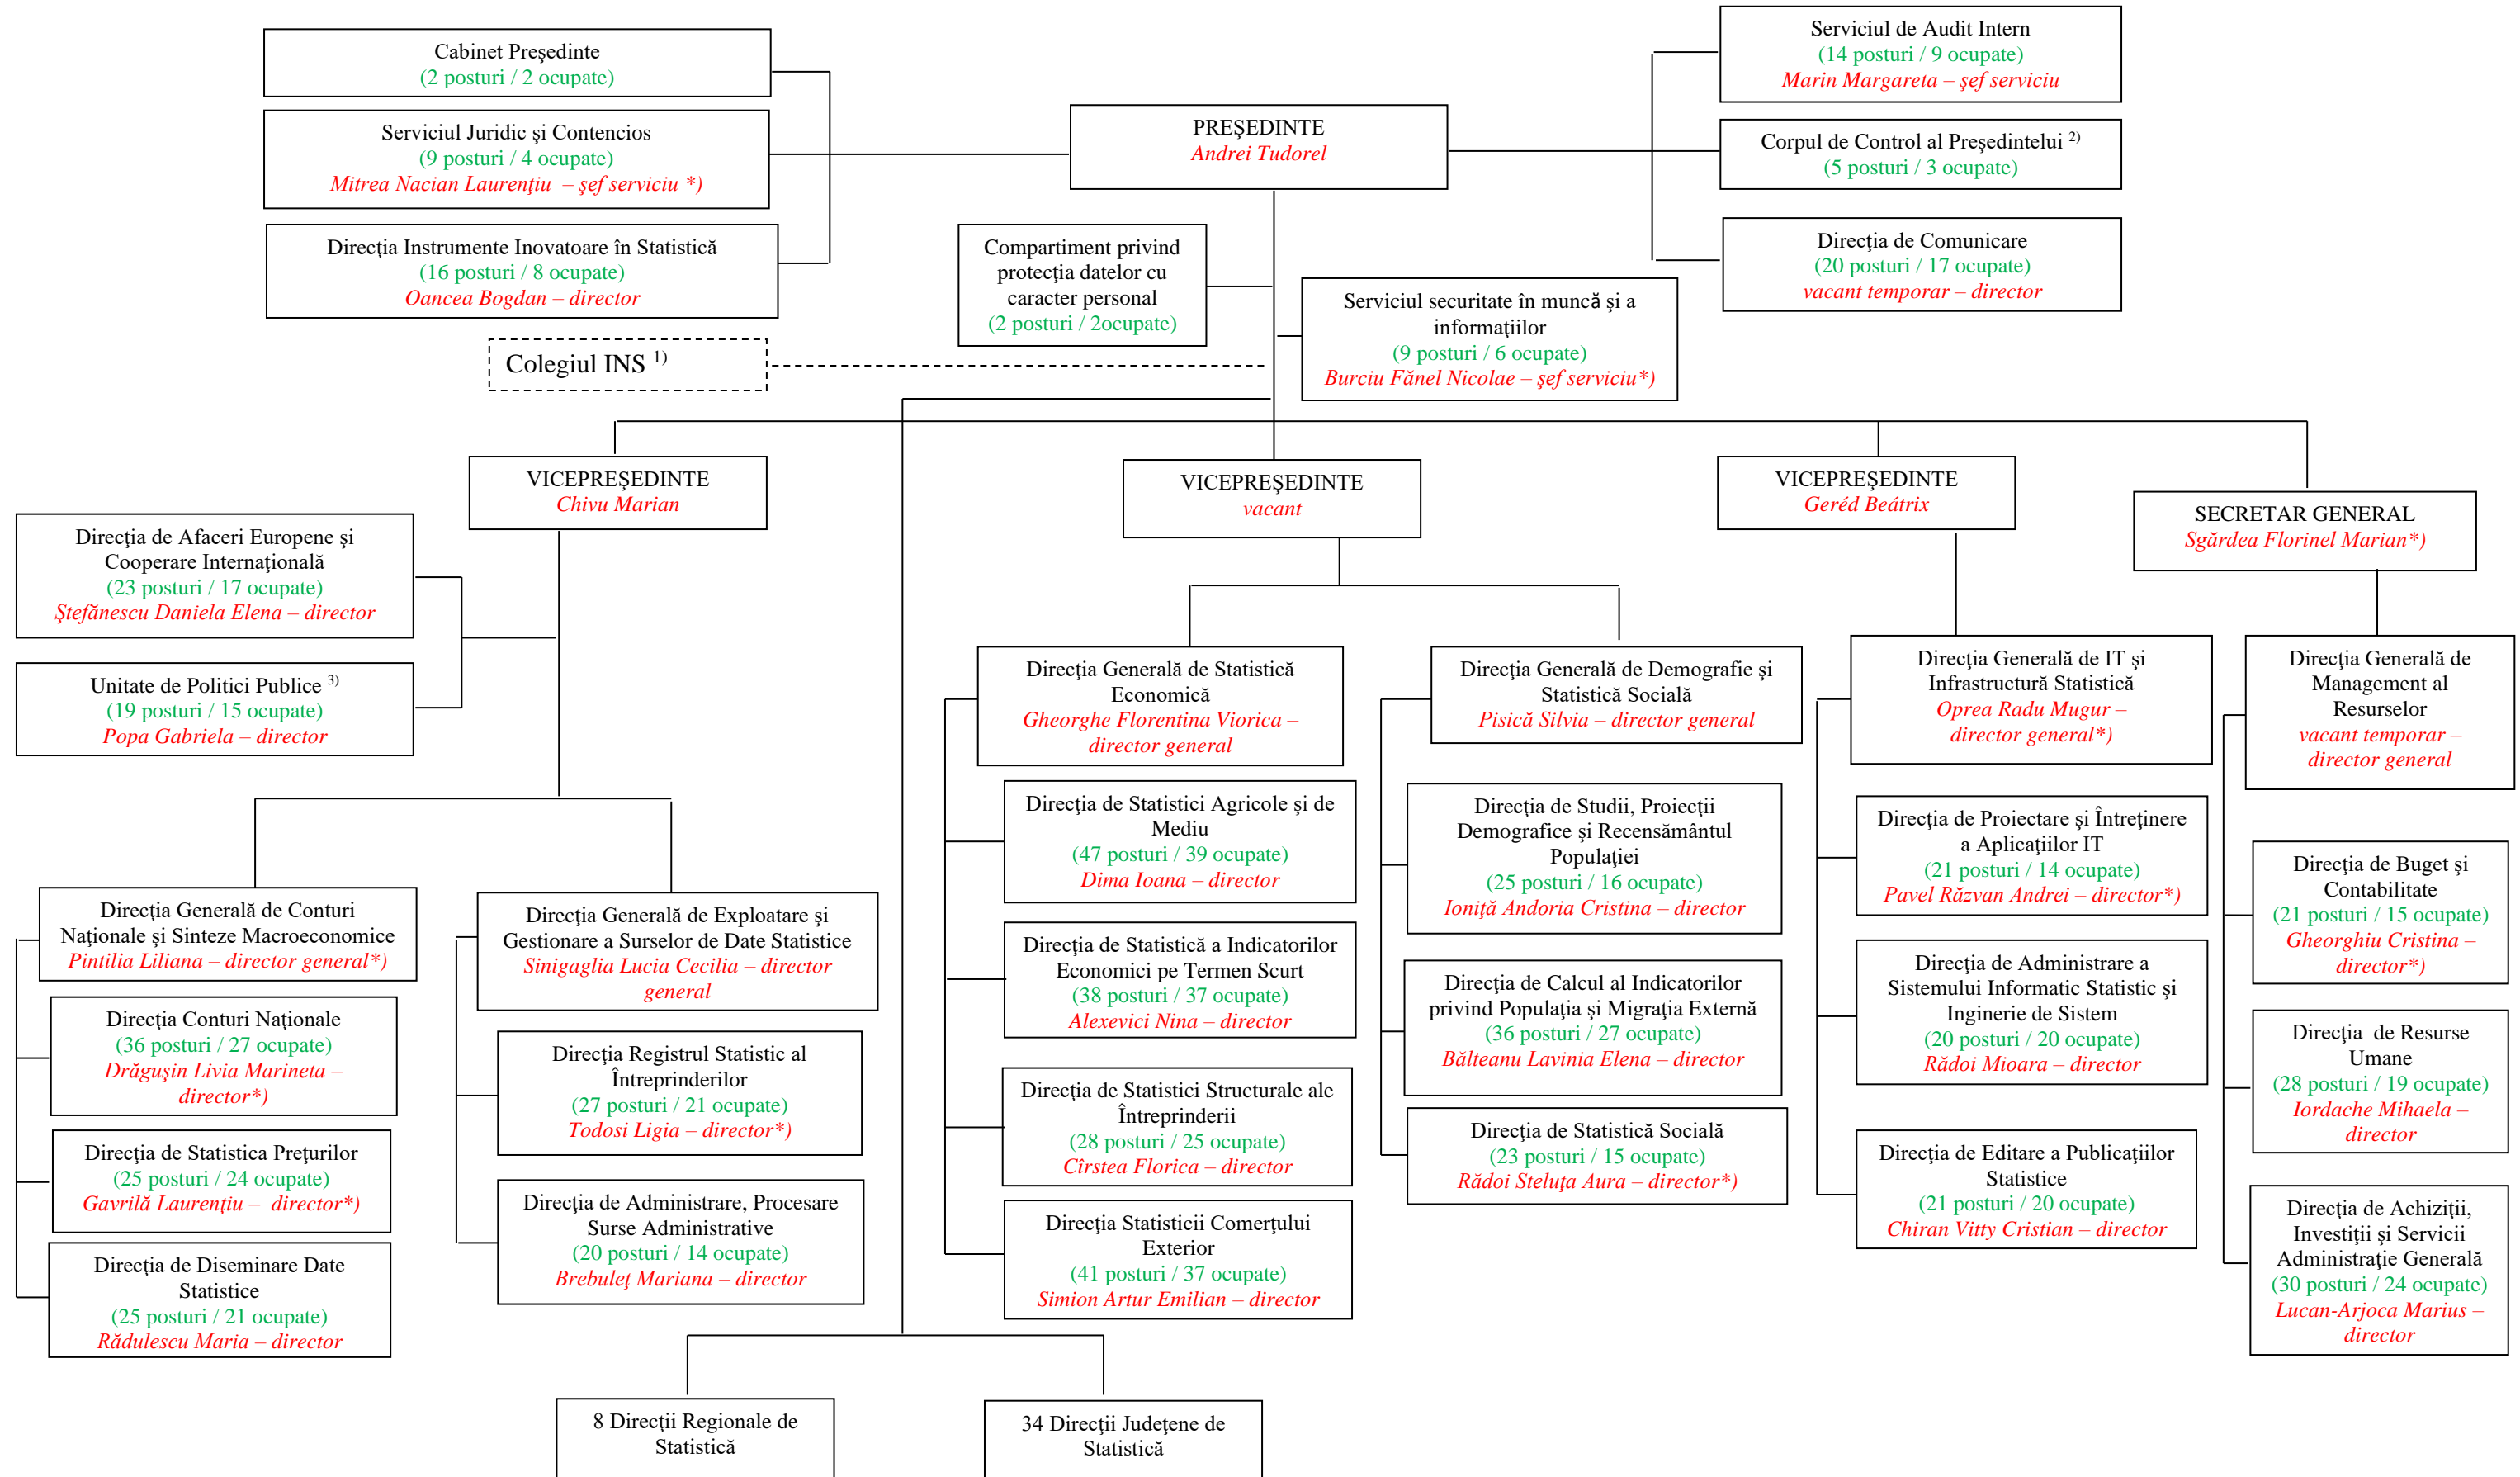 Cabinet Preşedinte
(2 posturi / 2 ocupate)
Serviciul Juridic şi Contencios
(9 posturi / 4 ocupate)
Mitrea Nacian Laurenţiu – şef serviciu *)
Direcţia Instrumente Inovatoare în Statistică
(16 posturi / 8 ocupate)
Oancea Bogdan – director
PREŞEDINTE
Andrei Tudorel
Serviciul de Audit Intern
(14 posturi / 9 ocupate)
Marin Margareta – şef serviciu
Corpul de Control al Preşedintelui 2)
(5 posturi / 3 ocupate)
Direcţia de Comunicare
(20 posturi / 17 ocupate)
vacant temporar – director
Compartiment privind
protecţia datelor cu
caracter personal
(2 posturi / 2ocupate)
Serviciul securitate în muncă şi a
informaţiilor
(9 posturi / 6 ocupate)
Burciu Fănel Nicolae – şef serviciu*)
Colegiul INS 1)
VICEPREŞEDINTE
Chivu Marian
VICEPREŞEDINTE
vacant
VICEPREŞEDINTE
Geréd Beátrix
SECRETAR GENERAL
Sgărdea Florinel Marian*)
Direcţia de Afaceri Europene şi
Cooperare Internaţională
(23 posturi / 17 ocupate)
Ştefănescu Daniela Elena – director
Unitate de Politici Publice 3)
(19 posturi / 15 ocupate)
Popa Gabriela – director
Direcţia Generală de Conturi
Naţionale şi Sinteze Macroeconomice
Pintilia Liliana – director general*)
Direcţia Conturi Naţionale
(36 posturi / 27 ocupate)
Drăguşin Livia Marineta –
director*)
Direcţia de Statistica Preţurilor
(25 posturi / 24 ocupate)
Gavrilă Laurenţiu – director*)
Direcţia de Diseminare Date
Statistice
(25 posturi / 21 ocupate)
Rădulescu Maria – director
Direcţia Generală de Exploatare şi
Gestionare a Surselor de Date Statistice
Sinigaglia Lucia Cecilia – director
general
Direcţia Registrul Statistic al
Întreprinderilor
(27 posturi / 21 ocupate)
Todosi Ligia – director*)
Direcţia de Administrare, Procesare
Surse Administrative
(20 posturi / 14 ocupate)
Brebuleţ Mariana – director
Direcţia Generală de Statistică
Economică
Gheorghe Florentina Viorica –
director general
Direcţia de Statistici Agricole şi de
Mediu
(47 posturi / 39 ocupate)
Dima Ioana – director
Direcţia de Statistică a Indicatorilor
Economici pe Termen Scurt
(38 posturi / 37 ocupate)
Alexevici Nina – director
Direcţia de Statistici Structurale ale
Întreprinderii
(28 posturi / 25 ocupate)
Cîrstea Florica – director
Direcţia Statisticii Comerţului
Exterior
(41 posturi / 37 ocupate)
Simion Artur Emilian – director
Direcţia Generală de Demografie şi
Statistică Socială
Pisică Silvia – director general
Direcţia de Studii, Proiecţii
Demografice şi Recensământul
Populaţiei
(25 posturi / 16 ocupate)
Ioniţă Andoria Cristina – director
Direcţia de Calcul al Indicatorilor
privind Populaţia şi Migraţia Externă
(36 posturi / 27 ocupate)
Bălteanu Lavinia Elena – director
Direcţia de Statistică Socială
(23 posturi / 15 ocupate)
Rădoi Steluţa Aura – director*)
Direcţia Generală de IT şi
Infrastructură Statistică
Oprea Radu Mugur –
director general*)
Direcţia de Proiectare şi Întreţinere
a Aplicaţiilor IT
(21 posturi / 14 ocupate)
Pavel Răzvan Andrei – director*)
Direcţia de Administrare a
Sistemului Informatic Statistic şi
Inginerie de Sistem
(20 posturi / 20 ocupate)
Rădoi Mioara – director
Direcţia de Editare a Publicaţiilor
Statistice
(21 posturi / 20 ocupate)
Chiran Vitty Cristian – director
Direcţia Generală de
Management al
Resurselor
vacant temporar –
director general
Direcţia de Buget şi
Contabilitate
(21 posturi / 15 ocupate)
Gheorghiu Cristina –
director*)
Direcţia de Resurse
Umane
(28 posturi / 19 ocupate)
Iordache Mihaela –
director
Direcţia de Achiziţii,
Investiţii şi Servicii
Administraţie Generală
(30 posturi / 24 ocupate)
Lucan-Arjoca Marius –
director
8 Direcţii Regionale de
Statistică
34 Direcţii Judeţene de
Statistică